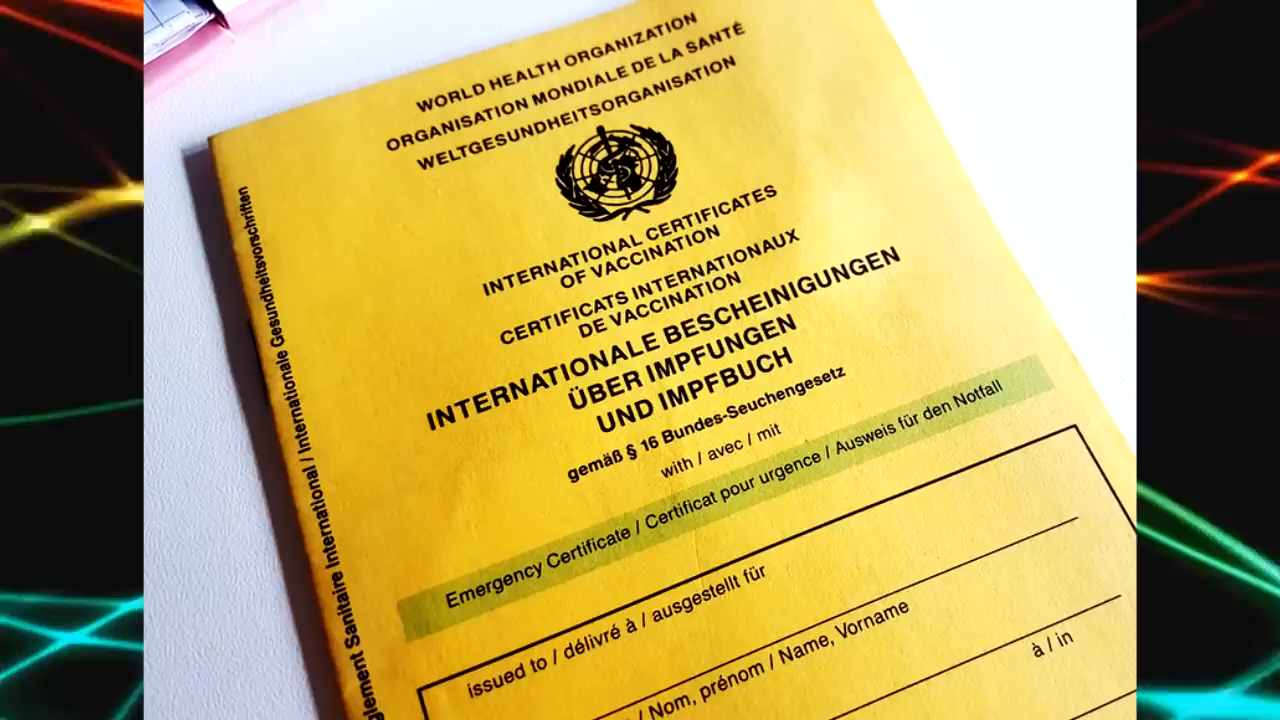 WORLD HEALTH ORGANIZATION
ORGANISATION MONDIALE DE LA SANTÉ
WELTGESUNDHEITSORGANISATION
INTERNATIONAL CERTIFICATES
OF VACCINATION
CERTIFICATS INTERNATIONAUX
DE VACCINATION
INTERNATIONALE BESCHEINIGUNGEN
ÜBER IMPFUNGEN
UND IMPFBUCH
gemäß § 16 Bundes-Seuchengesetz
with / avec / mit
Emergency Certificate / Certificat pour urgence / Ausweis für den Notfall
issued to / délivré à / ausgestellt für
/ Nom, prénom / Name, Vorname
à / in
Sanitaire International / Internationale Gesundheitsvorschriften